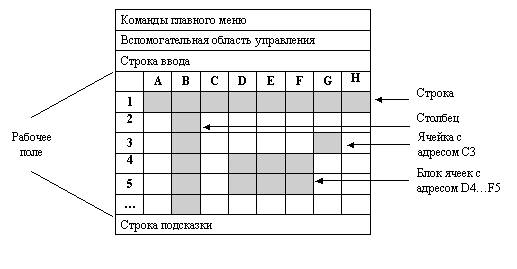 Команды главного меню
Вспомогательная область управления
Строка ввода
A B C D E F G H
1
2
3
4
5
...
Строка подсказки
Рабочее
поле
Строка
Столбец
Ячейка с
адресом C3
Блок ячеек с
адресом D4...F5